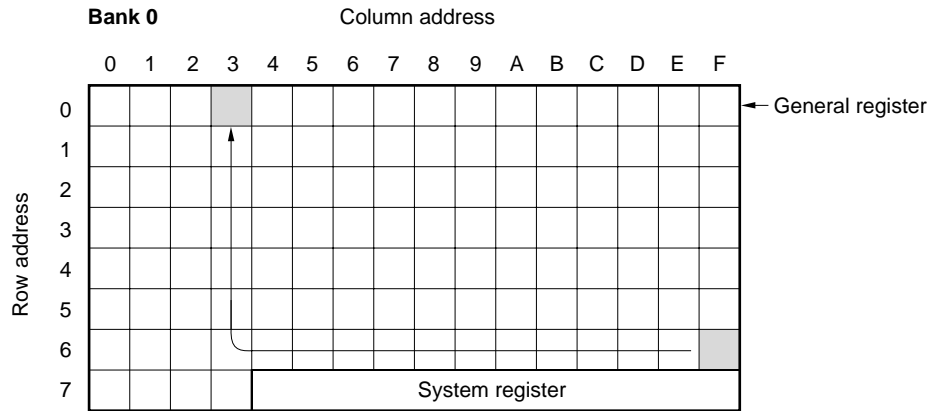 Bank 0 Column address
0 1 2 3 4 5 6 7 8 9 A B C D E F
0 General register
1
2
3
4
5
6
7 System register
Row address